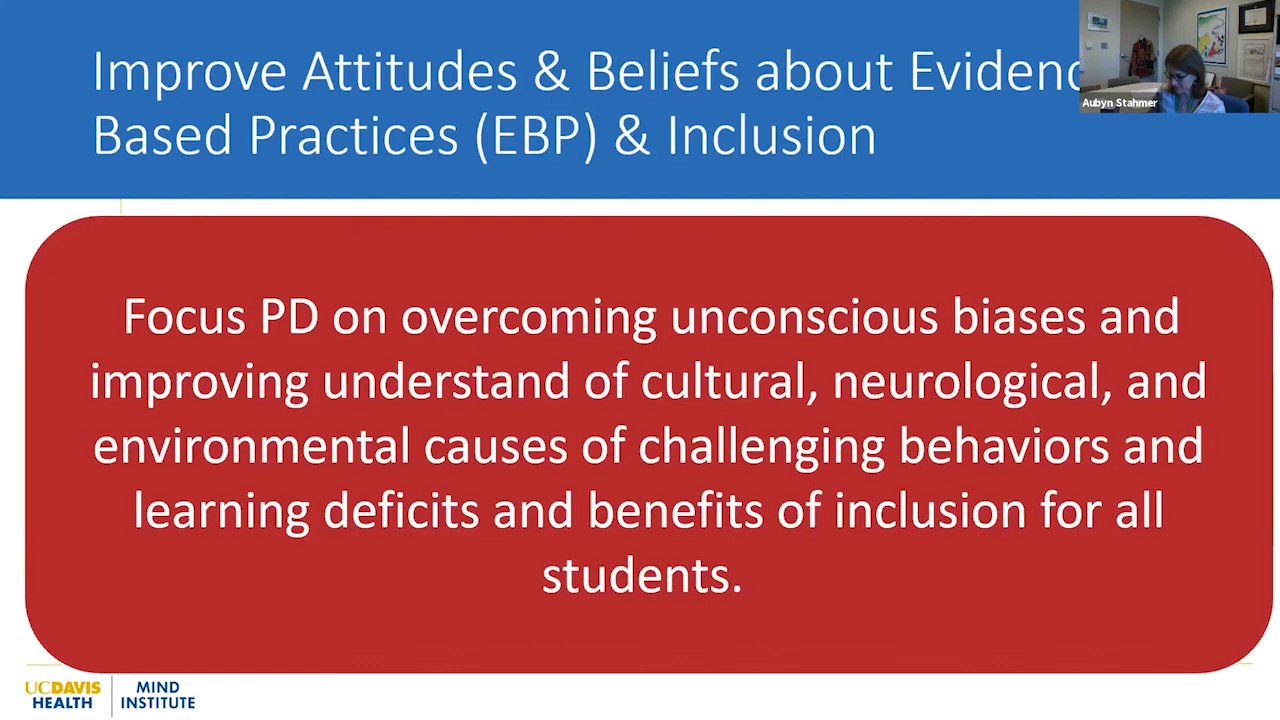 Improve Attitudes & Beliefs about
Based Practices (EBP) & Inclusion
Aubyn Stahmer
Focus PD on overcoming unconscious biases and
improving understand of cultural, neurological, and
environmental causes of challenging behaviors and
learning deficits and benefits of inclusion for all
students.
UCDAVIS
HEALTH
MIND
INSTITUTE